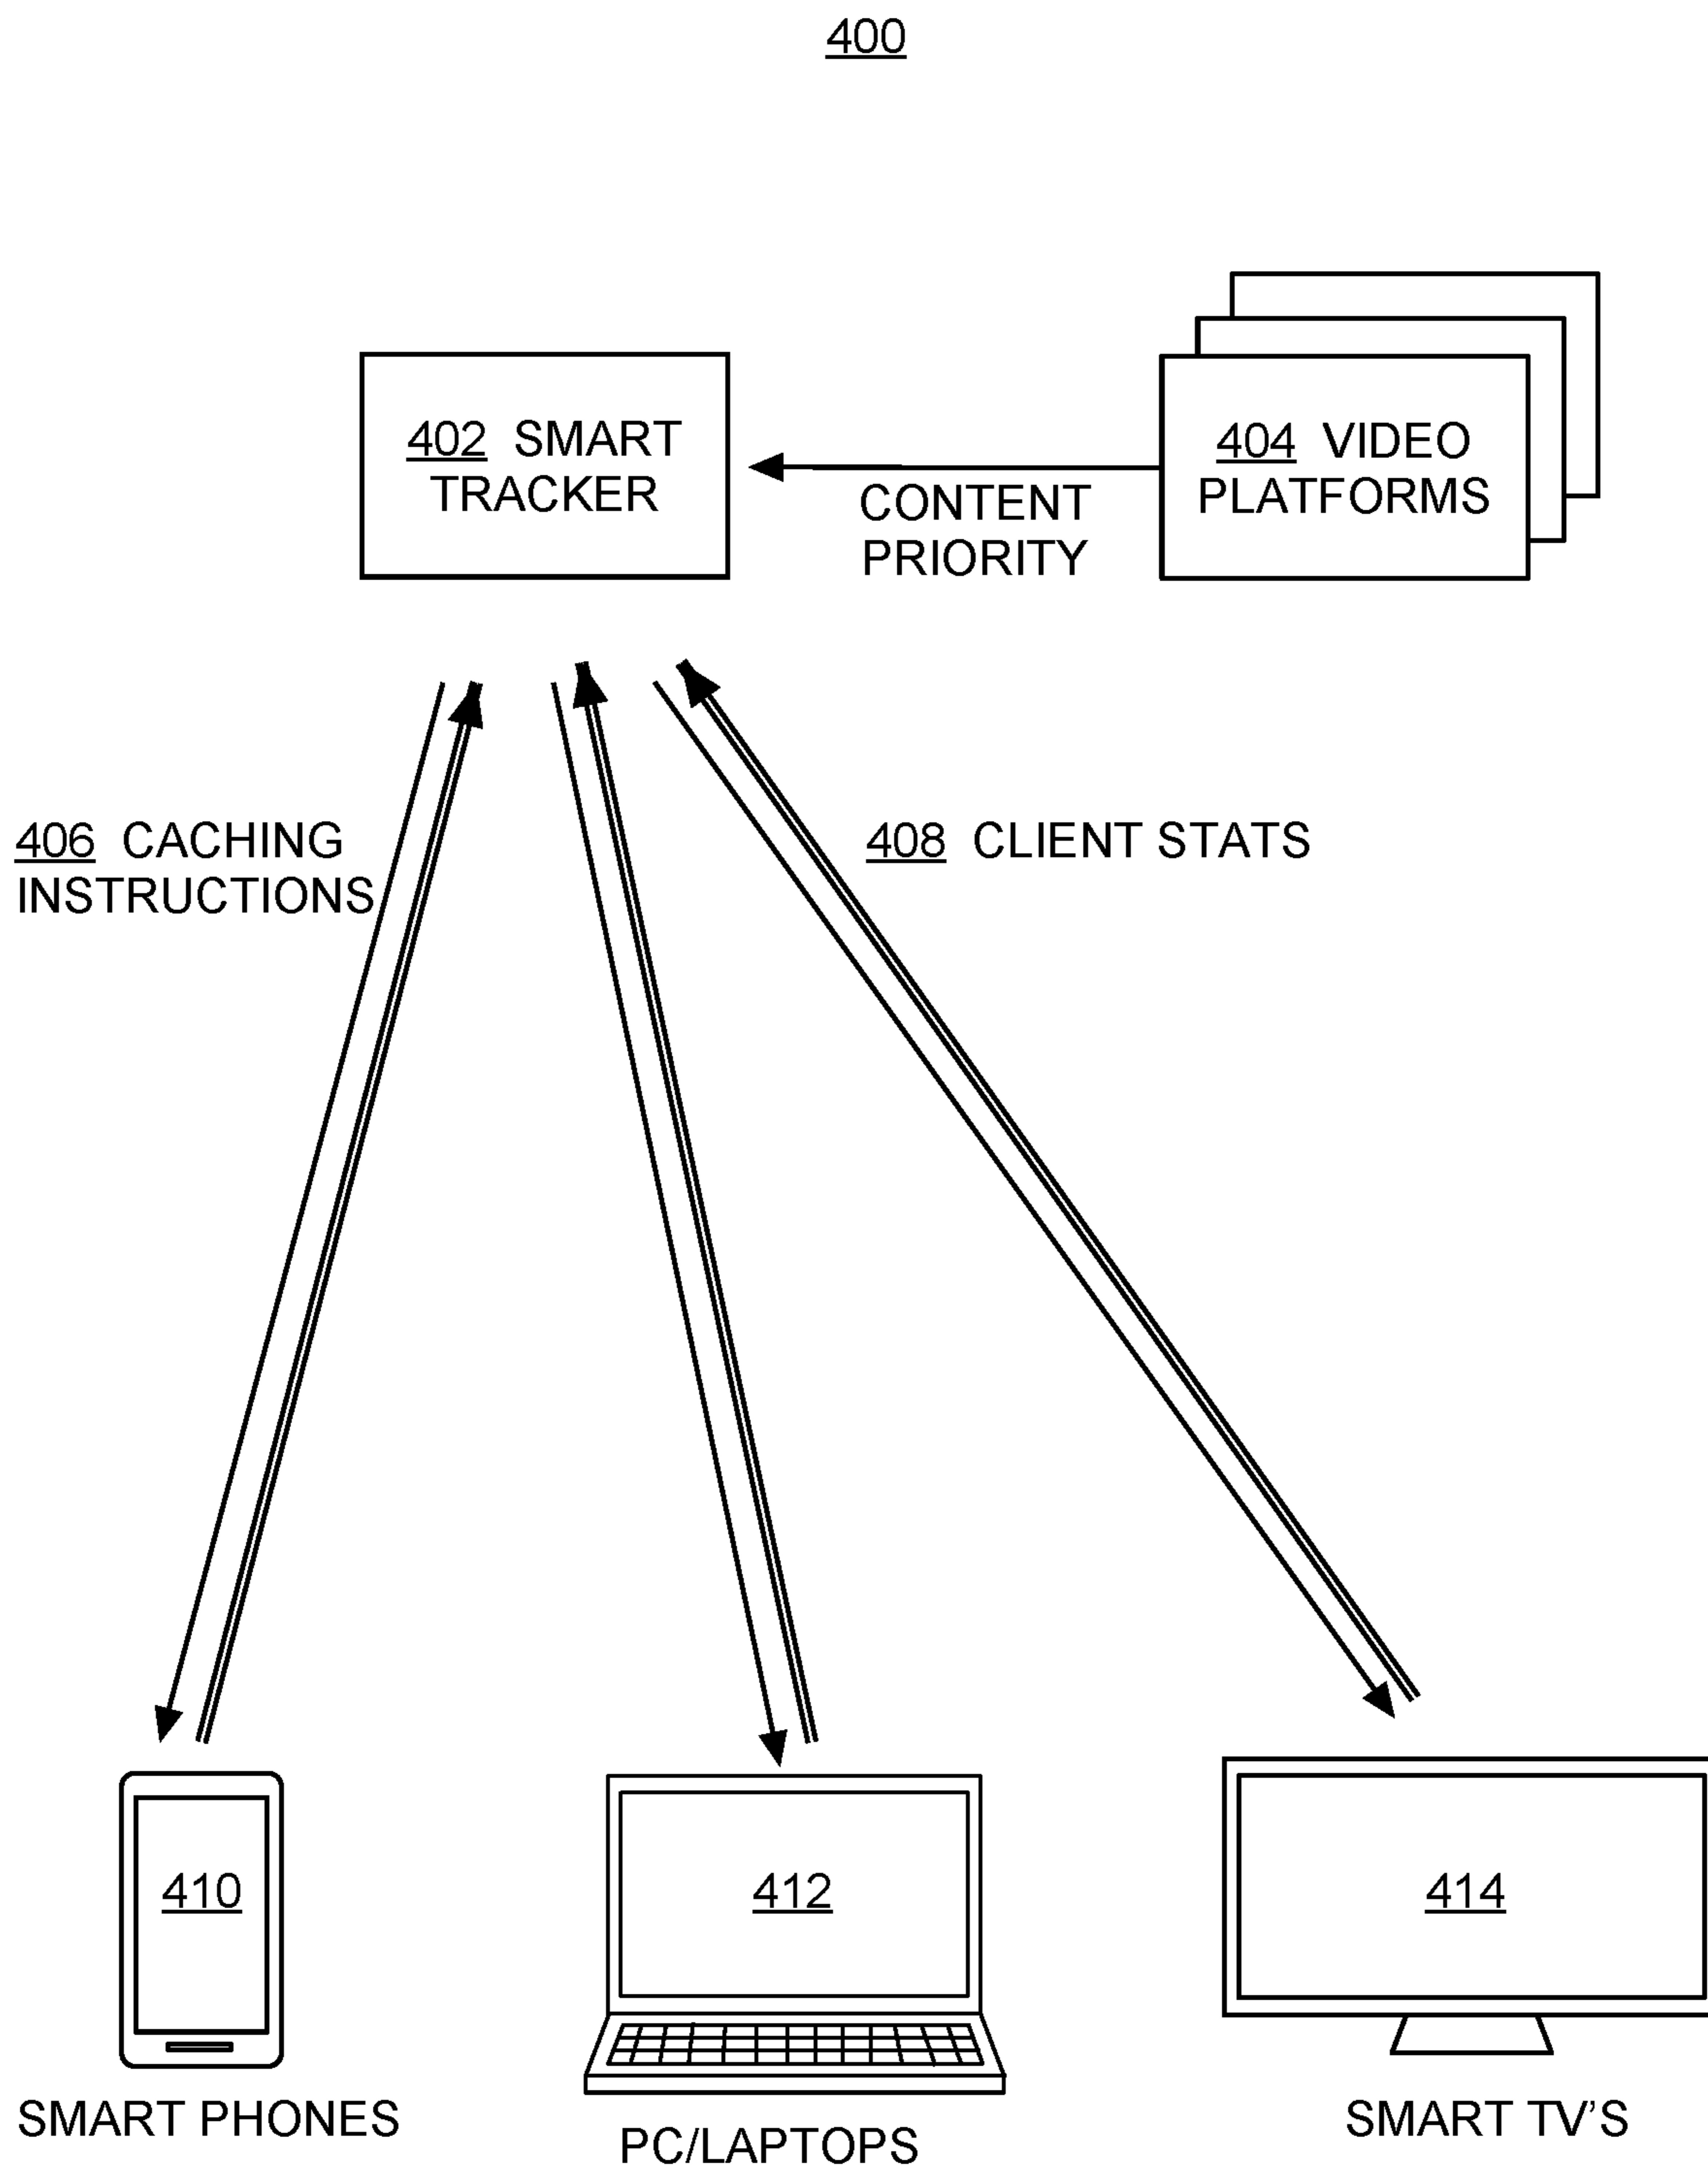 400
402 SMART
TRACKER
CONTENT
PRIORITY
404 VIDEO
PLATFORMS
406 CACHING
INSTRUCTIONS
408 CLIENT STATS
410
412
414
SMART PHONES
PC/LAPTOPS
SMART TV'S